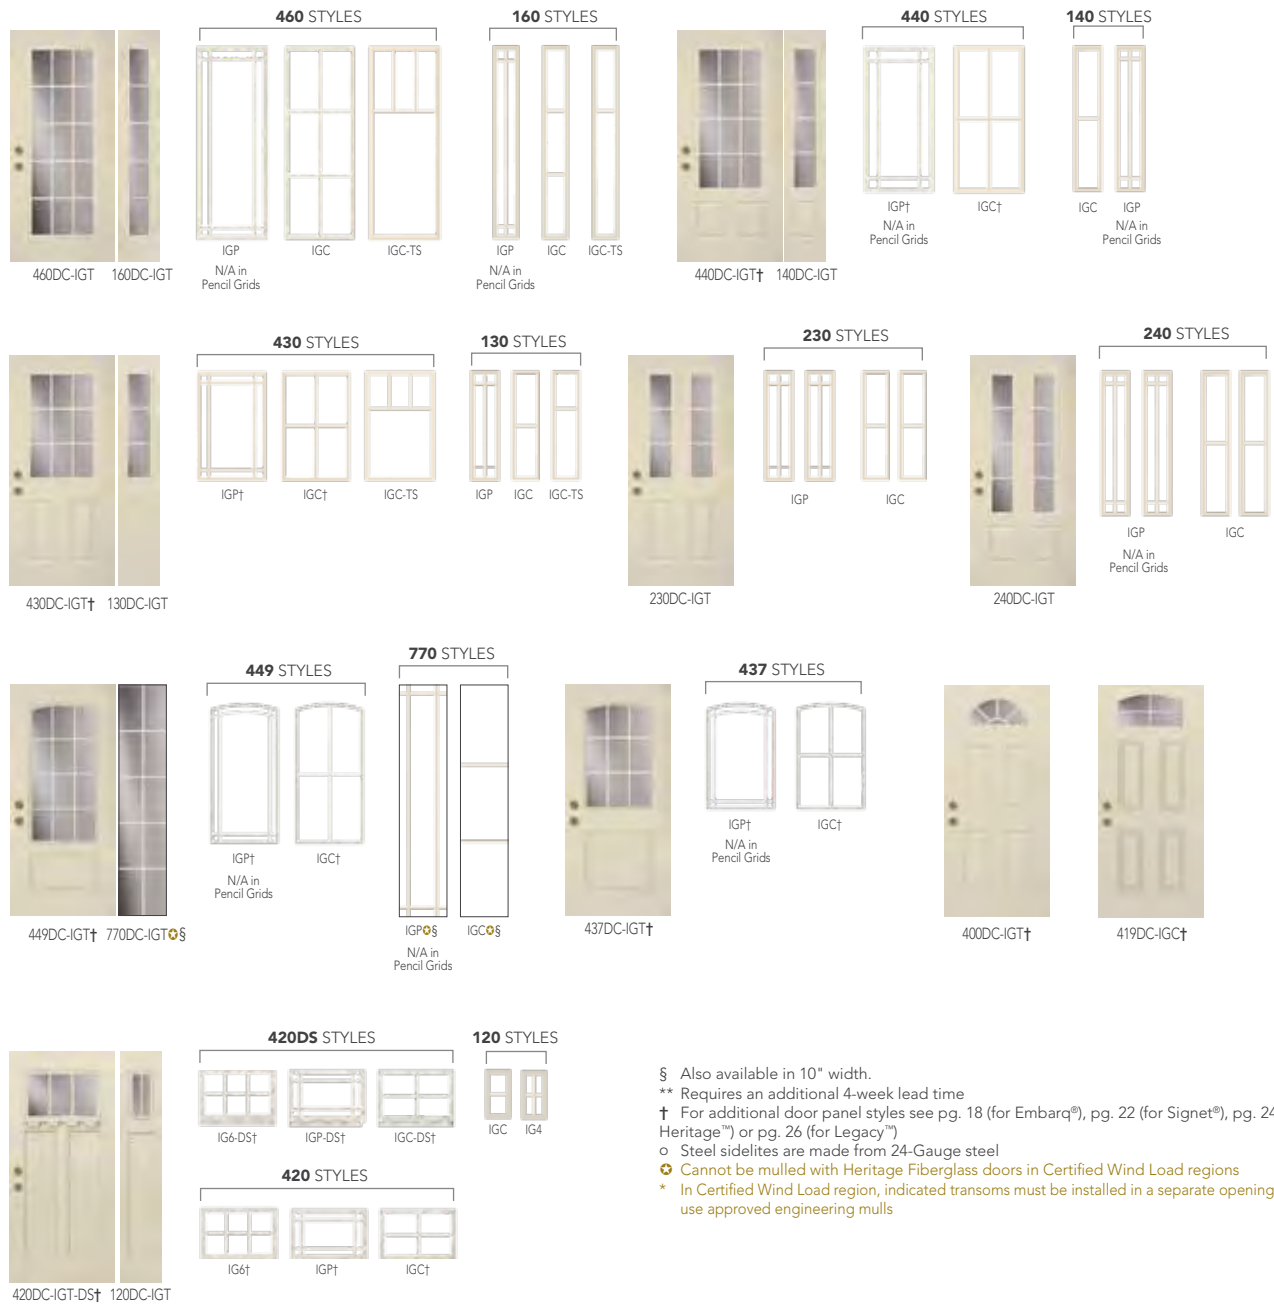 460 STYLES
160 STYLES
440 STYLES
140 STYLES
IGP
N/A in
Pencil Grids
IGC
IGC-TS
IGP
N/A in
Pencil Grids
IGC
IGC-TS
IGP†
N/A in
Pencil Grids
IGC†
IGC
IGP
N/A in
Pencil Grids
460DC-IGT
160DC-IGT
440DC-IGT†
140DC-IGT
430 STYLES
130 STYLES
230 STYLES
240 STYLES
IGP†
IGC†
IGC-TS
IGP
IGC
IGC-TS
IGP
IGC
IGP
N/A in
Pencil Grids
IGC
430DC-IGT†
130DC-IGT
230DC-IGT
240DC-IGT
449 STYLES
770 STYLES
437 STYLES
IGP†
N/A in
Pencil Grids
IGC†
IGP✪§
N/A in
Pencil Grids
IGC✪§
IGP†
N/A in
Pencil Grids
IGC†
449DC-IGT†
770DC-IGT✪§
437DC-IGT†
400DC-IGT†
419DC-IGC†
420DS STYLES
120 STYLES
IG6-DS†
IGP-DS†
IGC-DS†
IGC
IG4
420 STYLES
IG6†
IGP†
IGC†
420DC-IGT-DS†
120DC-IGT
§ Also available in 10" width.
** Requires an additional 4-week lead time
† For additional door panel styles see pg. 18 (for Embarq®), pg. 22 (for Signet®), pg. 24
Heritage™) or pg. 26 (for Legacy™)
o Steel sidelites are made from 24-Gauge steel
✪ Cannot be mulled with Heritage Fiberglass doors in Certified Wind Load regions
* In Certified Wind Load region, indicated transoms must be installed in a separate opening
use approved engineering mulls